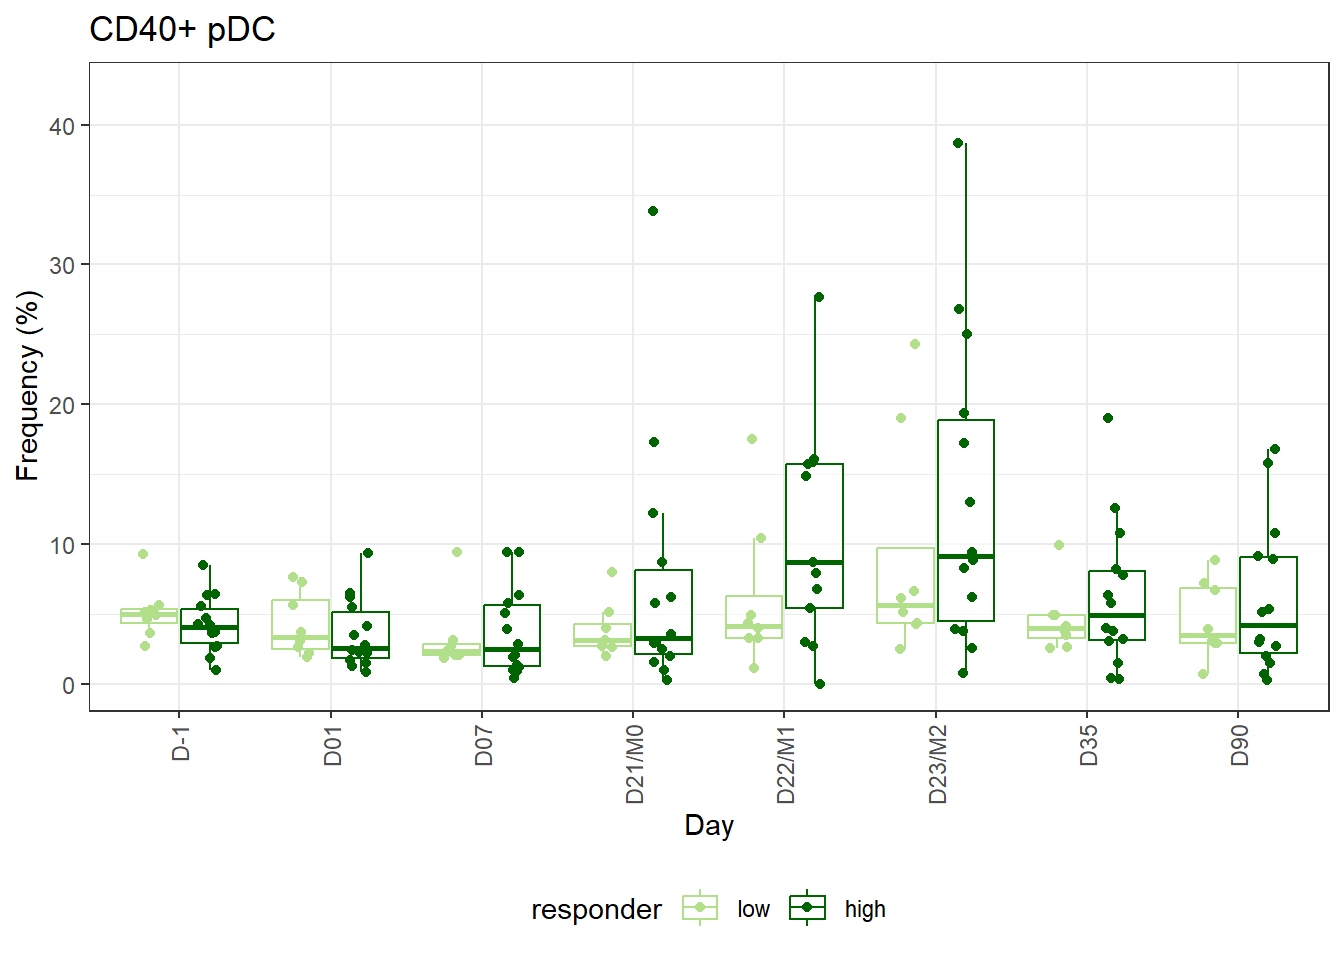 CD40+ pDC
Frequency (%)
40
30
20
10
0
D-1
D01
D07
D21/M0
D22/M1
D23/M2
D35
D90
Day
responder low high